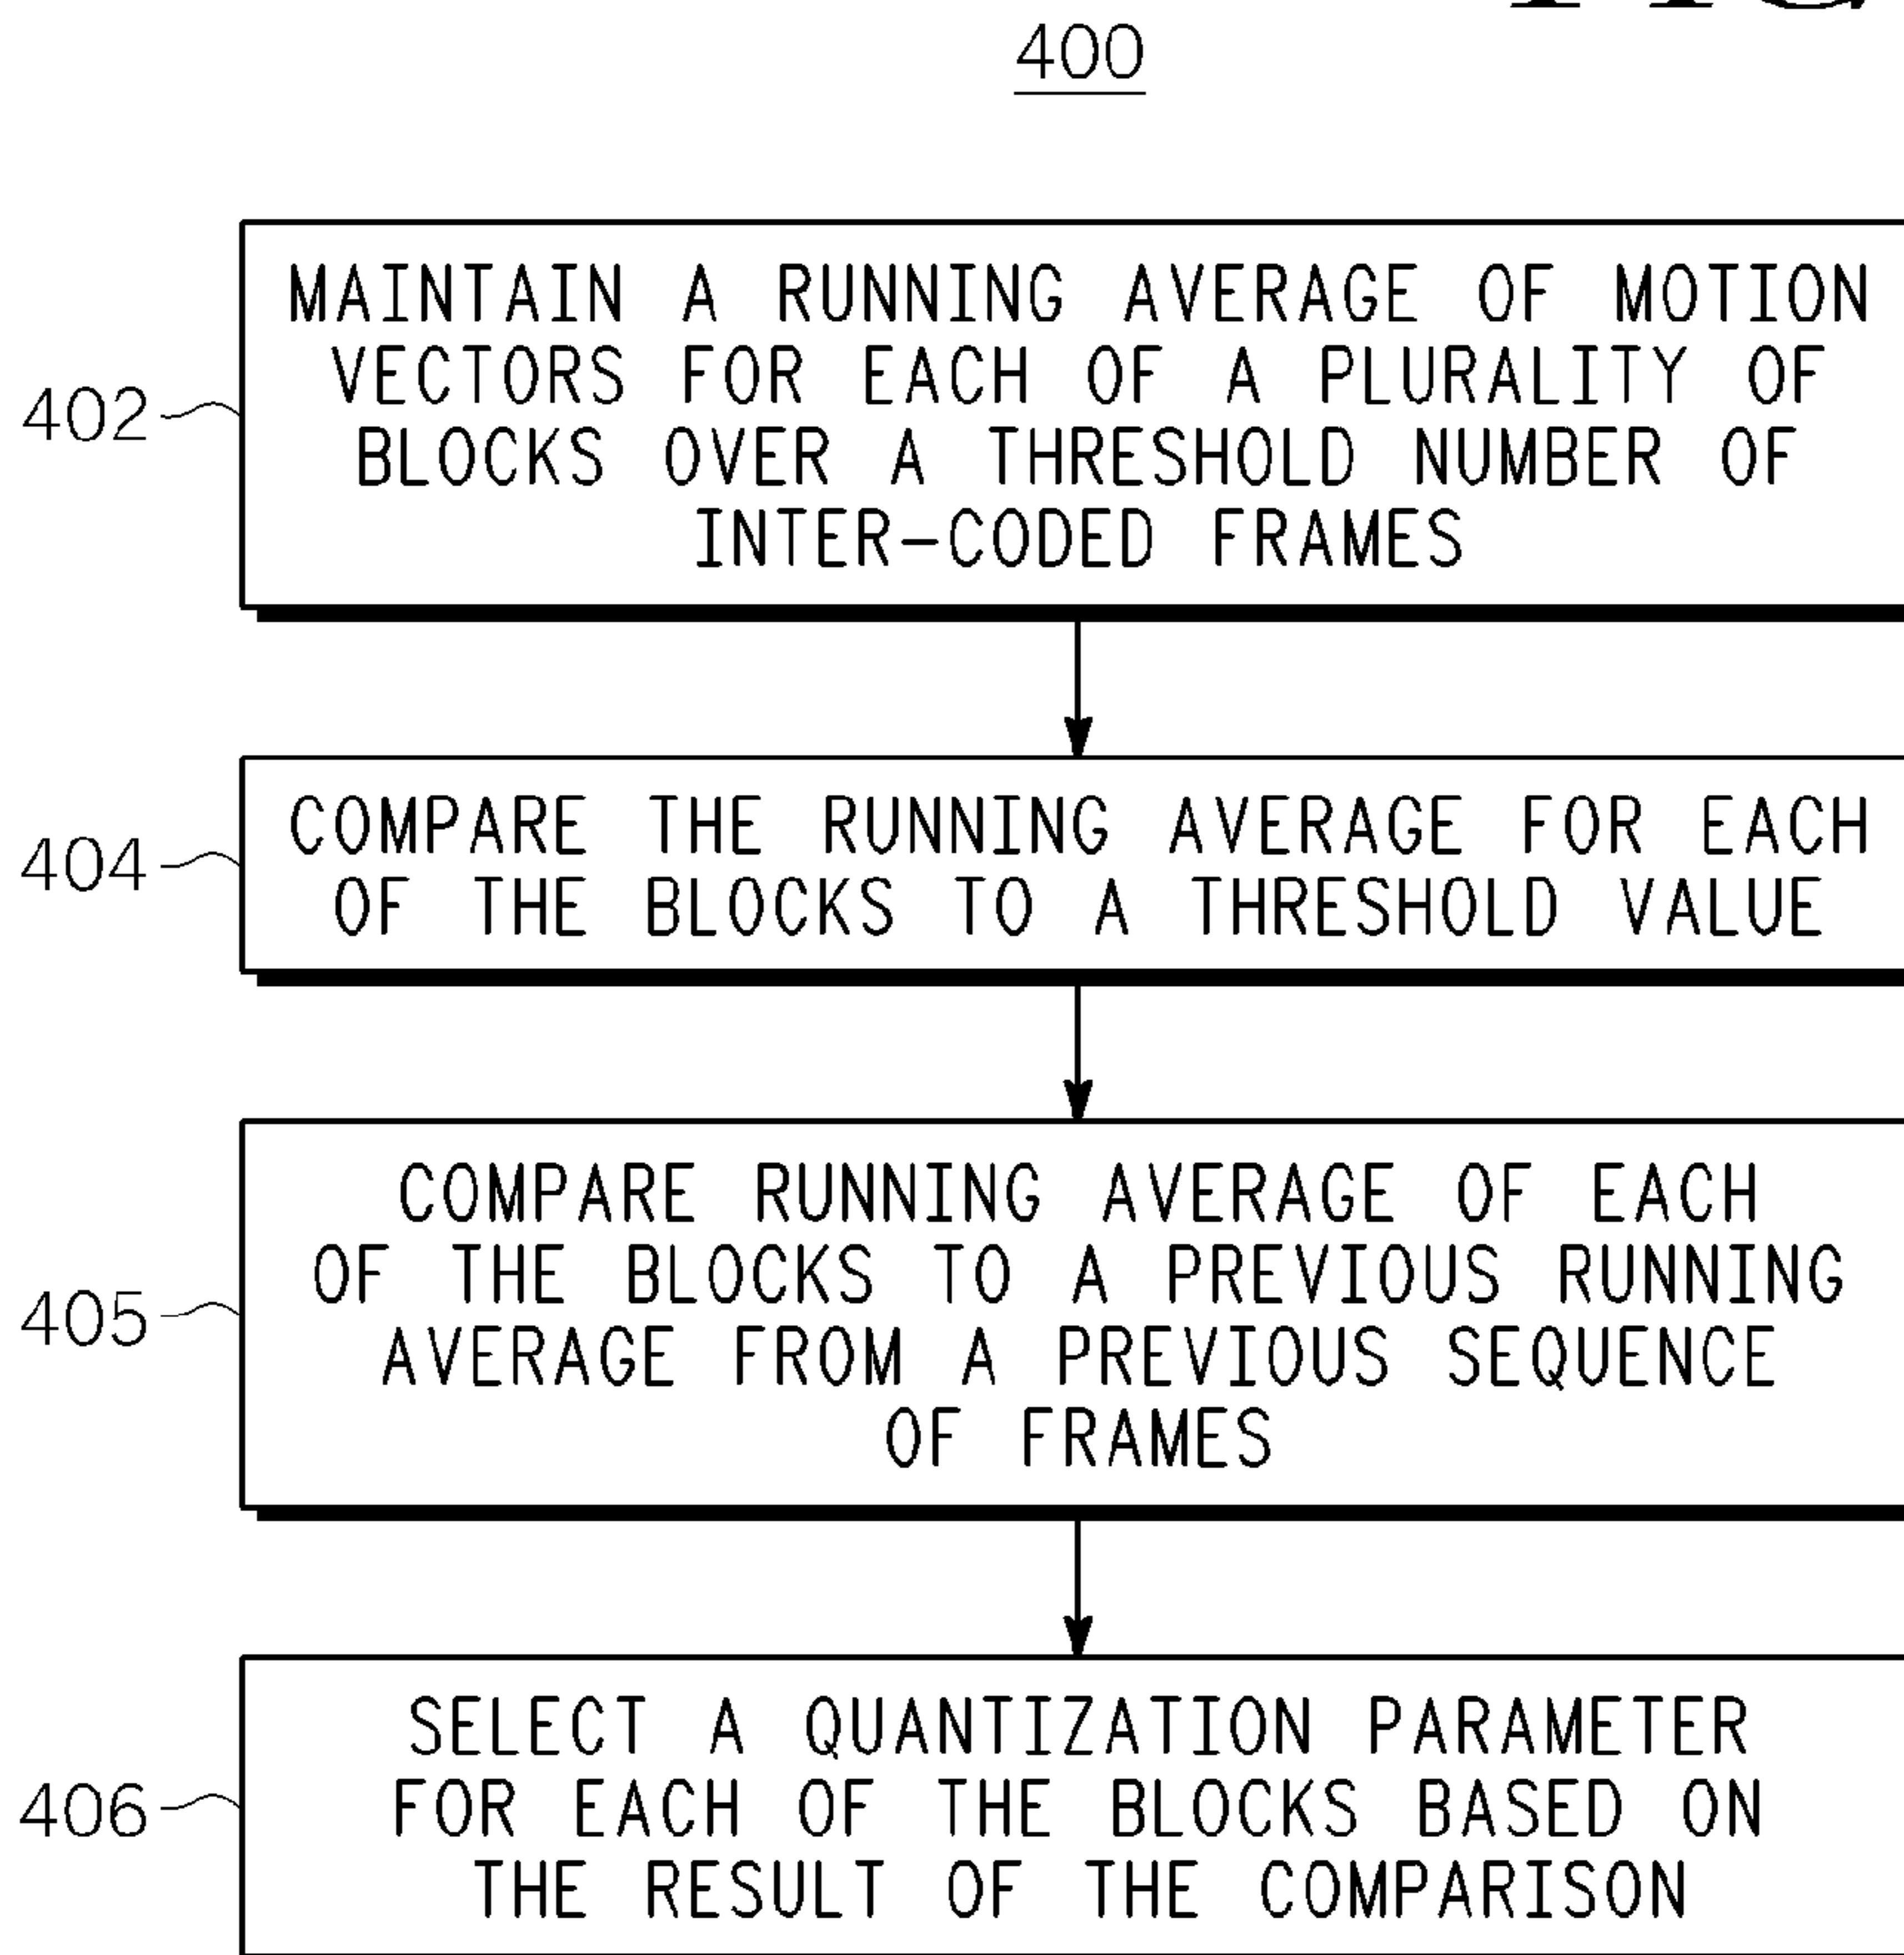 400
MAINTAIN A RUNNING AVERAGE OF MOTION
VECTORS FOR EACH OF A PLURALITY OF
BLOCKS OVER A THRESHOLD NUMBER OF
INTER-CODED FRAMES
402
COMPARE THE RUNNING AVERAGE FOR EACH
OF THE BLOCKS TO A THRESHOLD VALUE
404
COMPARE RUNNING AVERAGE OF EACH
OF THE BLOCKS TO A PREVIOUS RUNNING
AVERAGE FROM A PREVIOUS SEQUENCE
OF FRAMES
405
SELECT A QUANTIZATION PARAMETER
FOR EACH OF THE BLOCKS BASED ON
THE RESULT OF THE COMPARISON
406